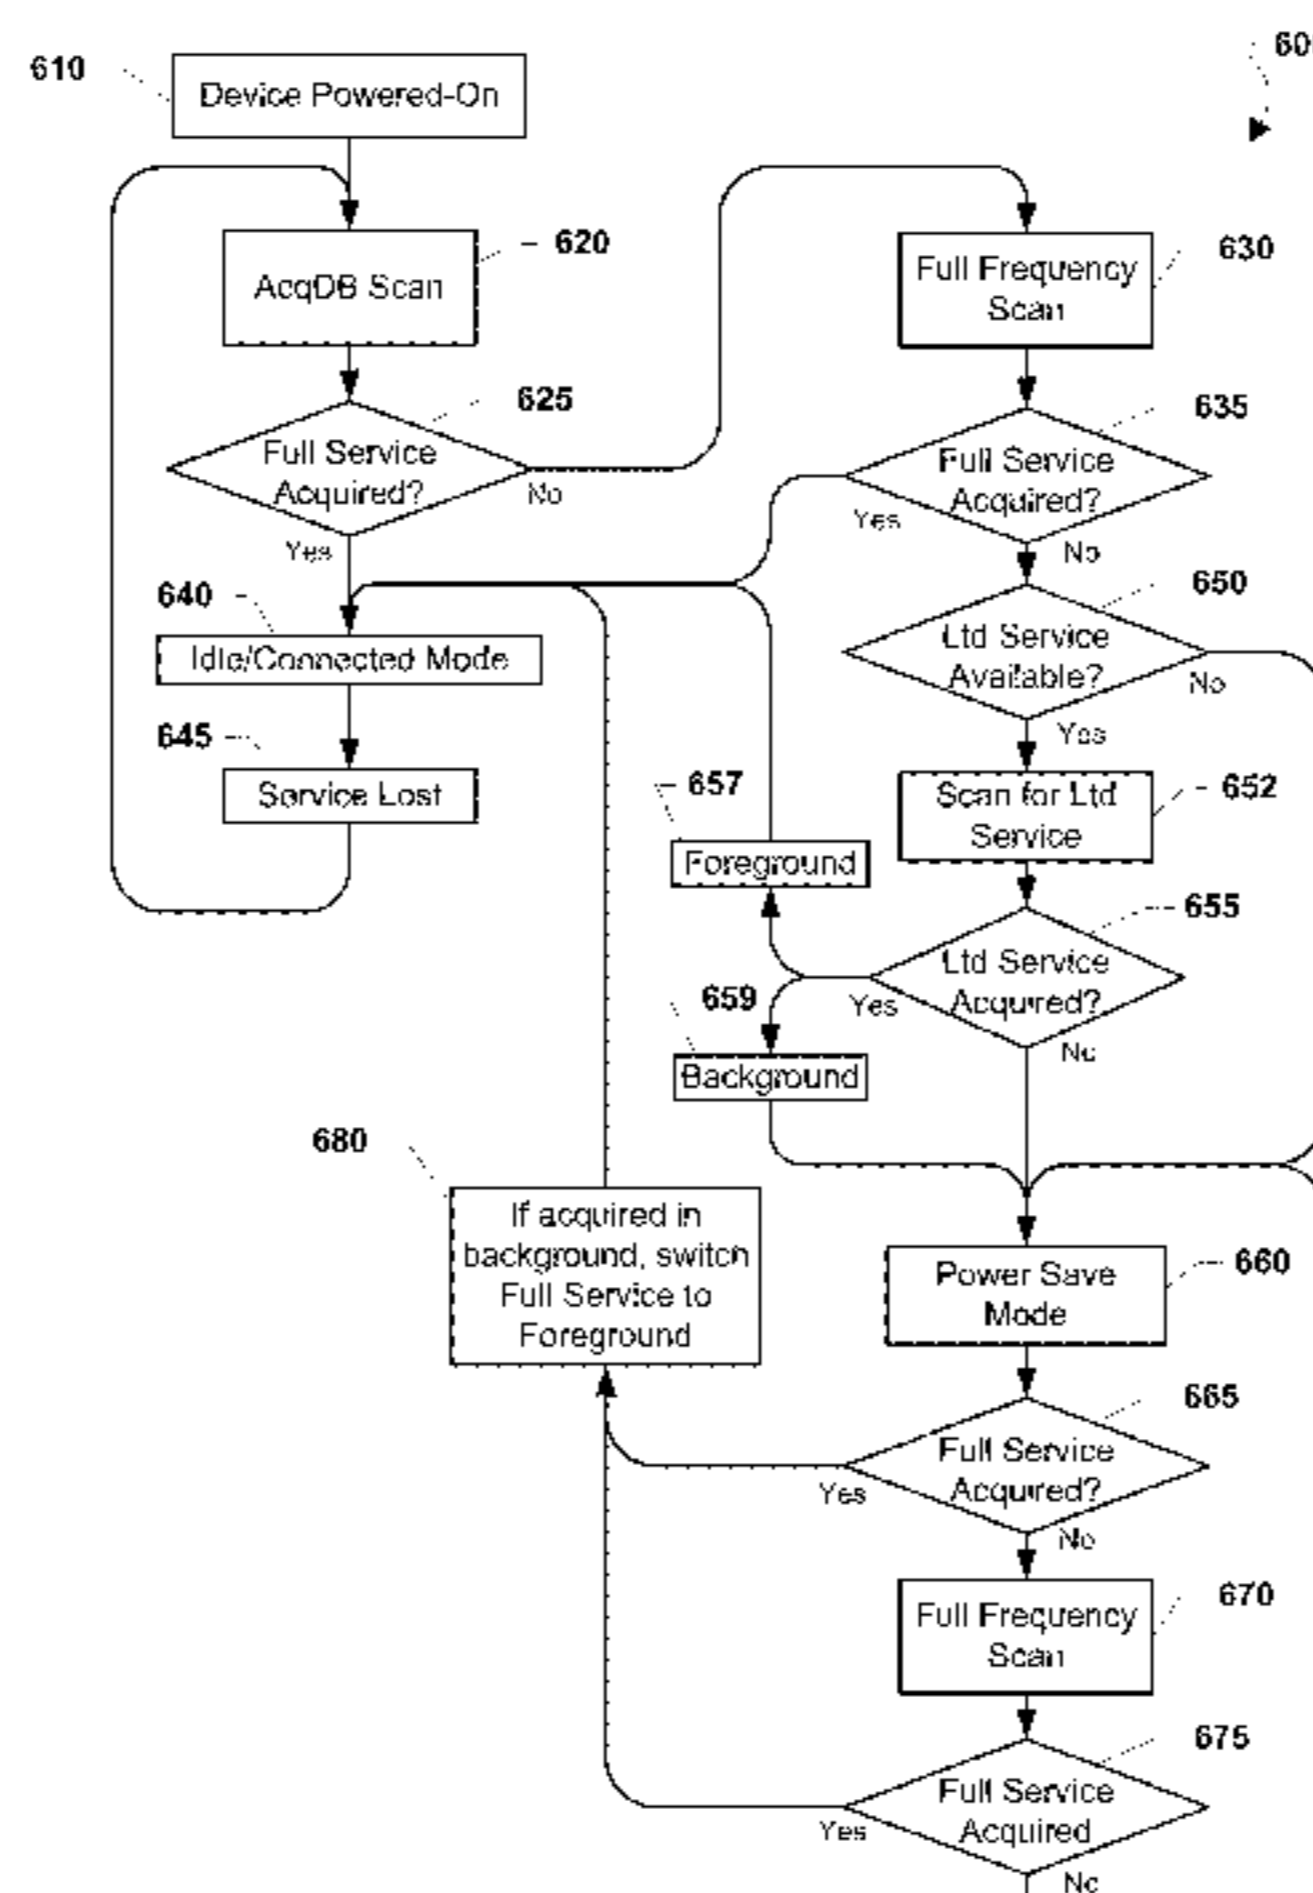 60
610
Device Powered-On
620
AcqDB Scan
630
Full Frequency
Scan
625
Full Service
Acquired?
No
Yes
635
Full Service
Acquired?
Yes
No
640
Idle/Connected Mode
650
Ltd Service
Available?
No
Yes
645
Service Lost
652
Scan for Ltd
Service
657
Foreground
655
Ltd Service
Acquired?
Yes
No
659
Background
680
If acquired in
background, switch
Full Service to
Foreground
660
Power Save
Mode
665
Full Service
Acquired?
Yes
No
670
Full Frequency
Scan
675
Full Service
Acquired
Yes
No